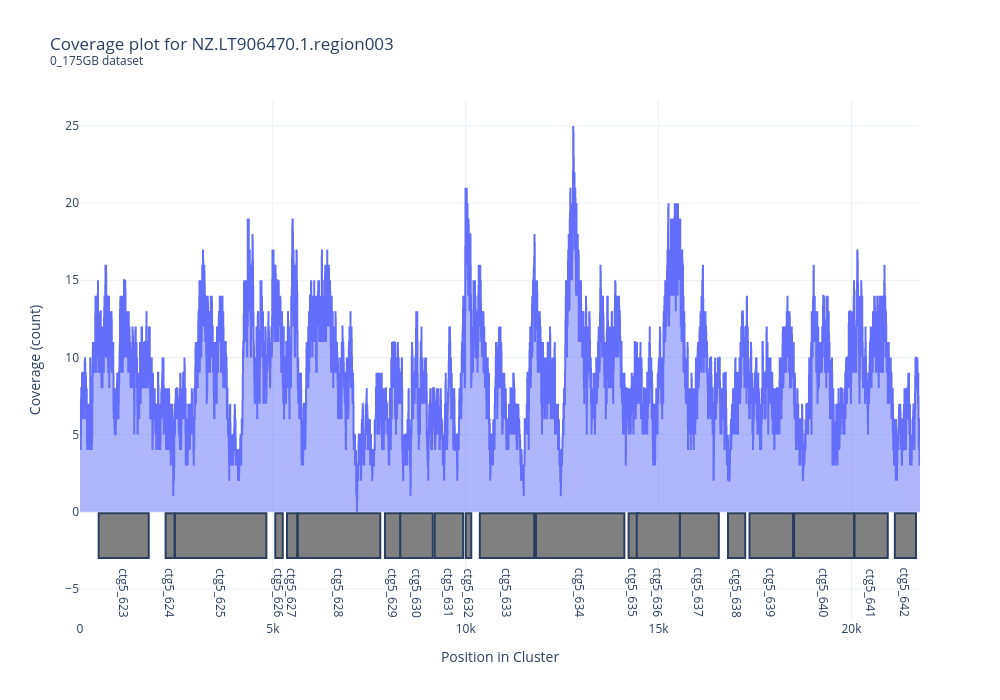 Coverage plot for NZ.LT906470.1.region003
0_175GB dataset
25
20
15
10
5
0
−5
Coverage (count)
ctg5_623
ctg5_624
ctg5_625
ctg5_626
ctg5_627
ctg5_628
ctg5_629
ctg5_630
ctg5_631
ctg5_632
ctg5_633
ctg5_634
ctg5_635
ctg5_636
ctg5_637
ctg5_638
ctg5_639
ctg5_640
ctg5_641
ctg5_642
0
5k
10k
15k
20k
Position in Cluster